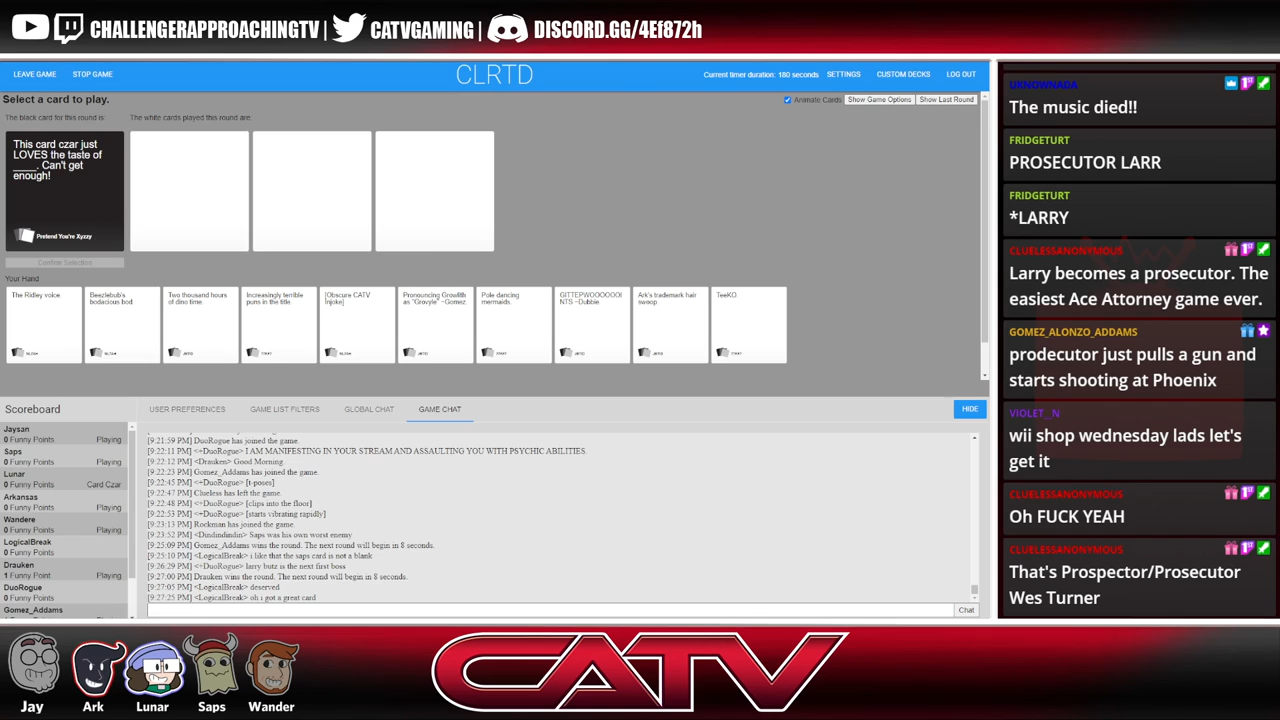 CHALLENGERAPPROACHINGTV | CATVGAMING | DISCORD.GG/4EF872H
LEAVE GAME STOP GAME CLRTD Current timer duration: 180 seconds SETTINGS CUSTOM DECKS LOG OUT
Select a card to play. Animate Cards Show Game Options Show Last Round
The black card for this round is: The white cards played this round are:
This card czar just
LOVES the taste of
____. Can't get
enough!
Pretend You're Xyzzy
Confirm Selection
Your Hand
The Ridley voice.
Beezlebub's
bodacious bod
Two thousand hours
of dino time.
Increasingly terrible
puns in the title
[Obscure CATV
Injoke]
Pronouncing Growlith
as "Grovyle" -Gomez.
Pole dancing
mermaids.
GITTEPWOOOOOOI
NTS -Dubble
Ark's trademark hair
swoop.
TeeKO.
Scoreboard USER PREFERENCES GAME LIST FILTERS GLOBAL CHAT GAME CHAT HIDE
Jaysan
0 Funny Points Playing
Saps
0 Funny Points Playing
Lunar
0 Funny Points Card Czar
Arkansas
0 Funny Points Playing
Wandere
0 Funny Points Playing
LogicalBreak
0 Funny Points
Drauken
1 Funny Point Playing
DuoRogue
0 Funny Points Playing
Gomez_Addams
[9:21:59 PM] DuoRogue has joined the game.
[9:22:11 PM] <+DuoRogue> I AM MANIFESTING IN YOUR STREAM AND ASSAULTING YOU WITH PSYCHIC ABILITIES.
[9:22:12 PM] <Drauken> Good Morning.
[9:22:23 PM] Gomez_Addams has joined the game.
[9:22:45 PM] <+DuoRogue> [t-poses]
[9:22:47 PM] Clueless has left the game.
[9:22:48 PM] <+DuoRogue> [clips into the floor]
[9:22:53 PM] <+DuoRogue> [starts vibrating rapidly]
[9:23:13 PM] Rockman has joined the game.
[9:23:52 PM] <Dindindindin> Saps was his own worst enemy
[9:25:09 PM] Gomez_Addams wins the round. The next round will begin in 8 seconds.
[9:25:10 PM] <LogicalBreak> i like that the saps card is not a blank
[9:26:29 PM] <+DuoRogue> larry butz is the next first boss
[9:27:00 PM] Drauken wins the round. The next round will begin in 8 seconds.
[9:27:05 PM] <LogicalBreak> deserved
[9:27:25 PM] <LogicalBreak> oh i got a great card
Chat
UKNOWNADA
The music died!!
FRIDGETURT
PROSECUTOR LARR
FRIDGETURT
*LARRY
CLUELESSANONYMOUS
Larry becomes a prosecutor. The
easiest Ace Attorney game ever.
GOMEZ_ALONZO_ADDAMS
prodecutor just pulls a gun and
starts shooting at Phoenix
VIOLET__N
wii shop wednesday lads let's
get it
CLUELESSANONYMOUS
Oh FUCK YEAH
CLUELESSANONYMOUS
That's Prospector/Prosecutor
Wes Turner
Jay Ark Lunar Saps Wander
CATV